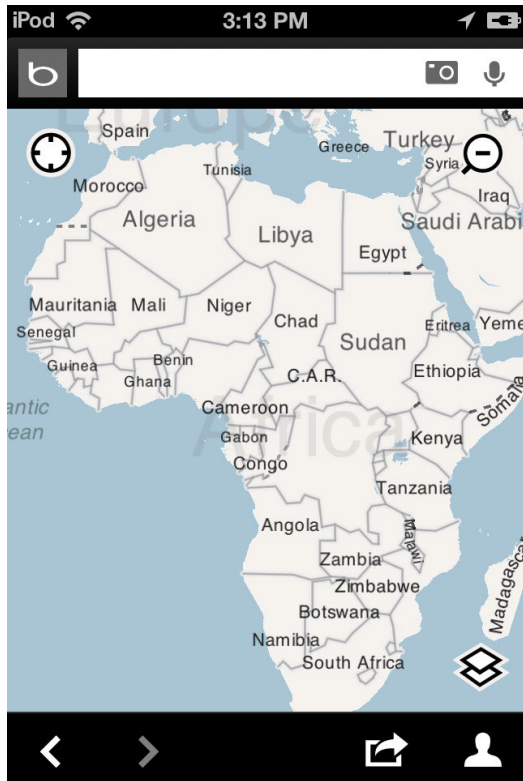 iPod 3:13 PM
b
Europe
Spain
Greece
Turkey
Tunisia
Syria
Morocco
Iraq
Algeria
Libya
Saudi Arabi
Egypt
Mauritania
Mali
Niger
Chad
Senegal
Eritrea
Yeme
Sudan
Guinea
Benin
Ghana
C.A.R.
Ethiopia
Somalia
antic
ean
Cameroon
Africa
Gabon
Kenya
Congo
Tanzania
Angola
Malawi
Zambia
Zimbabwe
Madagascar
Botswana
Namibia
South Africa